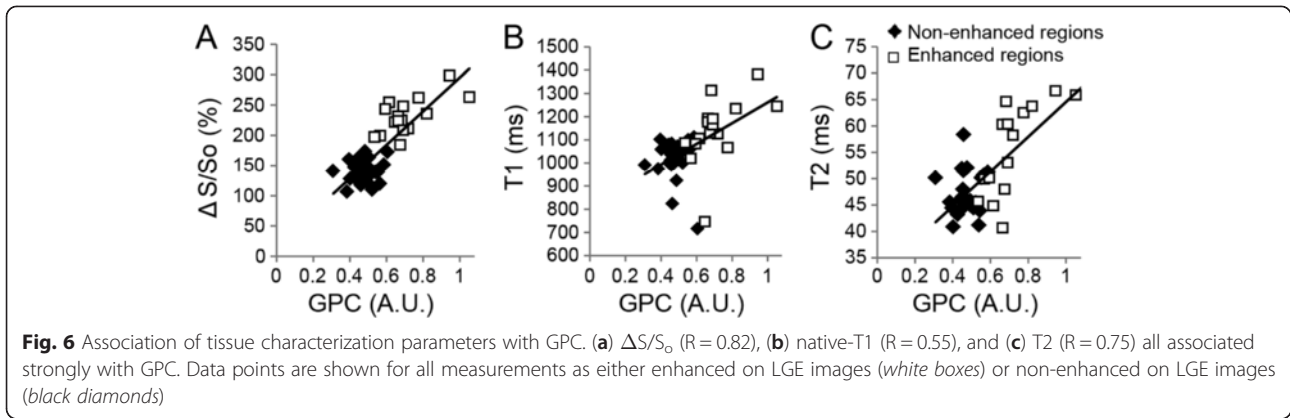 A
B
C
◆ Non-enhanced regions
□ Enhanced regions
350
300
250
200
150
100
50
0
ΔS/So (%)
0 0.2 0.4 0.6 0.8 1
GPC (A.U.)
1500
1400
1300
1200
1100
1000
900
800
700
600
T1 (ms)
0 0.2 0.4 0.6 0.8 1
GPC (A.U.)
75
70
65
60
55
50
45
40
35
T2 (ms)
0 0.2 0.4 0.6 0.8 1
GPC (A.U.)
Fig. 6 Association of tissue characterization parameters with GPC. (a) ΔS/So (R = 0.82), (b) native-T1 (R = 0.55), and (c) T2 (R = 0.75) all associated
strongly with GPC. Data points are shown for all measurements as either enhanced on LGE images (white boxes) or non-enhanced on LGE images
(black diamonds)